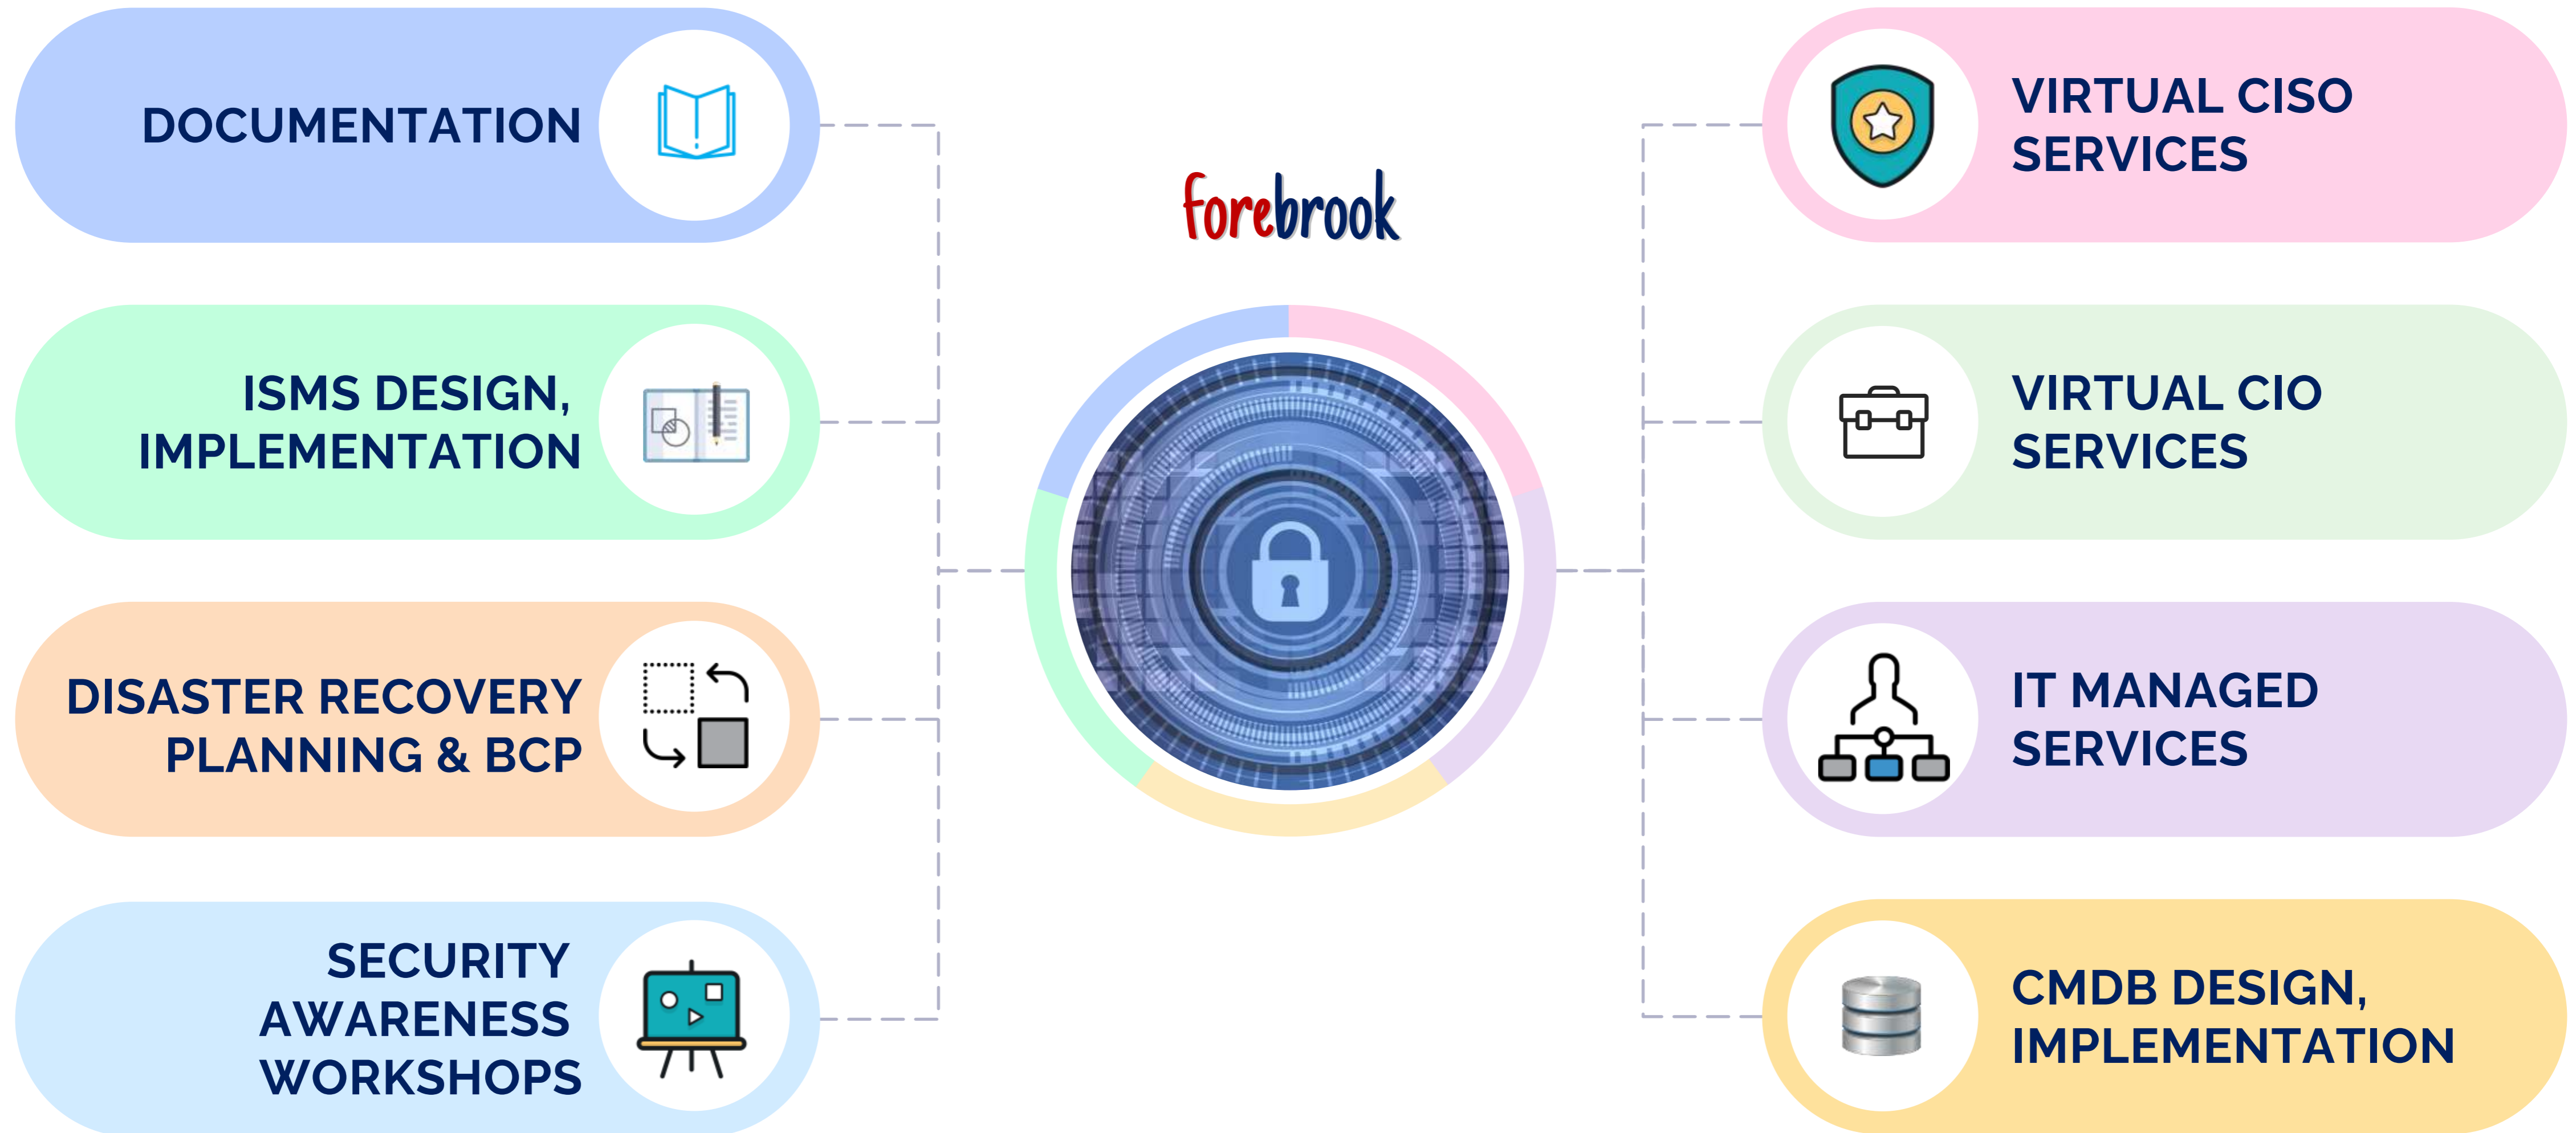 DOCUMENTATION
ISMS DESIGN,
IMPLEMENTATION
DISASTER RECOVERY
PLANNING & BCP
SECURITY
AWARENESS
WORKSHOPS
forebrook
VIRTUAL CISO
SERVICES
VIRTUAL CIO
SERVICES
IT MANAGED
SERVICES
CMDB DESIGN,
IMPLEMENTATION